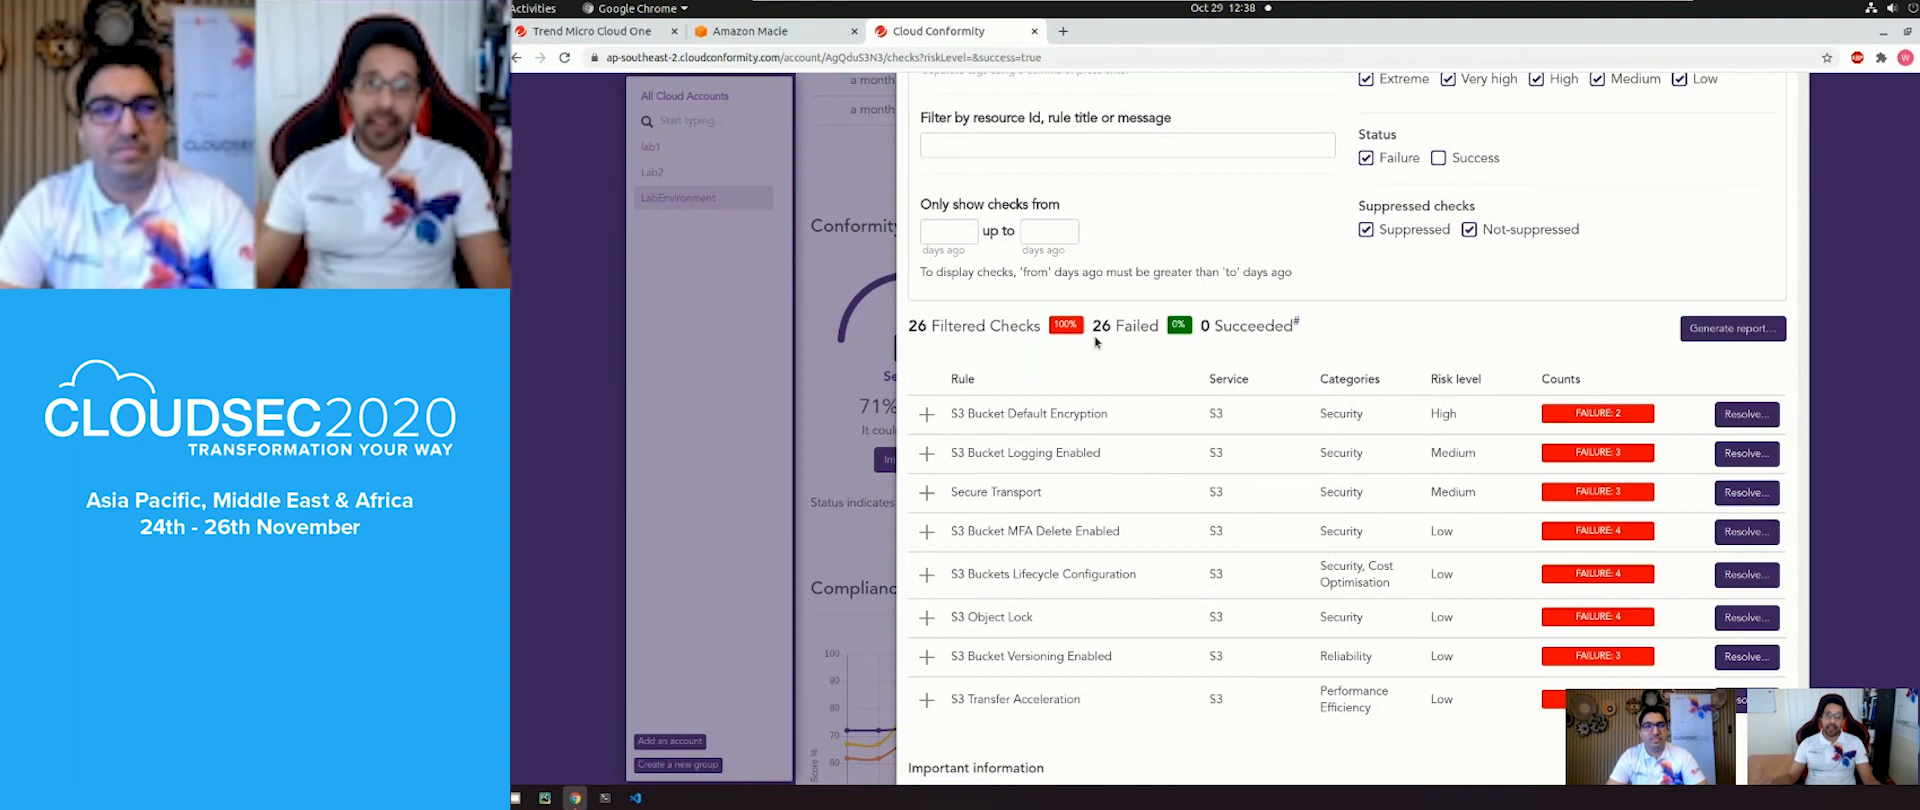 Activities
Google Chrome
Oct 29 12:38
Trend Micro Cloud One
Amazon Macie
Cloud Conformity
ap-southeast-2.cloudconformity.com/account/AgQduS3N3/checks?riskLevel=&success=true
All Cloud Accounts
Start typing...
lab1
Lab2
LabEnvironment
Add an account
Create a new group
a month
a month
Conformity
Se
71%
It coul
Im
Status indicates
Complianc
100
90
80
70
60
Score %
Extreme Very high High Medium Low
Filter by resource Id, rule title or message
Status
Failure Success
Only show checks from
up to
days ago days ago
To display checks, 'from' days ago must be greater than 'to' days ago
Suppressed checks
Suppressed Not-suppressed
26 Filtered Checks 100% 26 Failed 0% 0 Succeeded#
Generate report...
Rule Service Categories Risk level Counts
S3 Bucket Default Encryption S3 Security High FAILURE: 2 Resolve...
S3 Bucket Logging Enabled S3 Security Medium FAILURE: 3 Resolve...
Secure Transport S3 Security Medium FAILURE: 3 Resolve...
S3 Bucket MFA Delete Enabled S3 Security Low FAILURE: 4 Resolve...
S3 Buckets Lifecycle Configuration S3 Security, Cost Optimisation Low FAILURE: 4 Resolve...
S3 Object Lock S3 Security Low FAILURE: 4 Resolve...
S3 Bucket Versioning Enabled S3 Reliability Low FAILURE: 3 Resolve...
S3 Transfer Acceleration S3 Performance Efficiency Low
Important information
CLOUDSEC2020
TRANSFORMATION YOUR WAY
Asia Pacific, Middle East & Africa
24th - 26th November
CLOUDSEC
CLOUDSEC
W